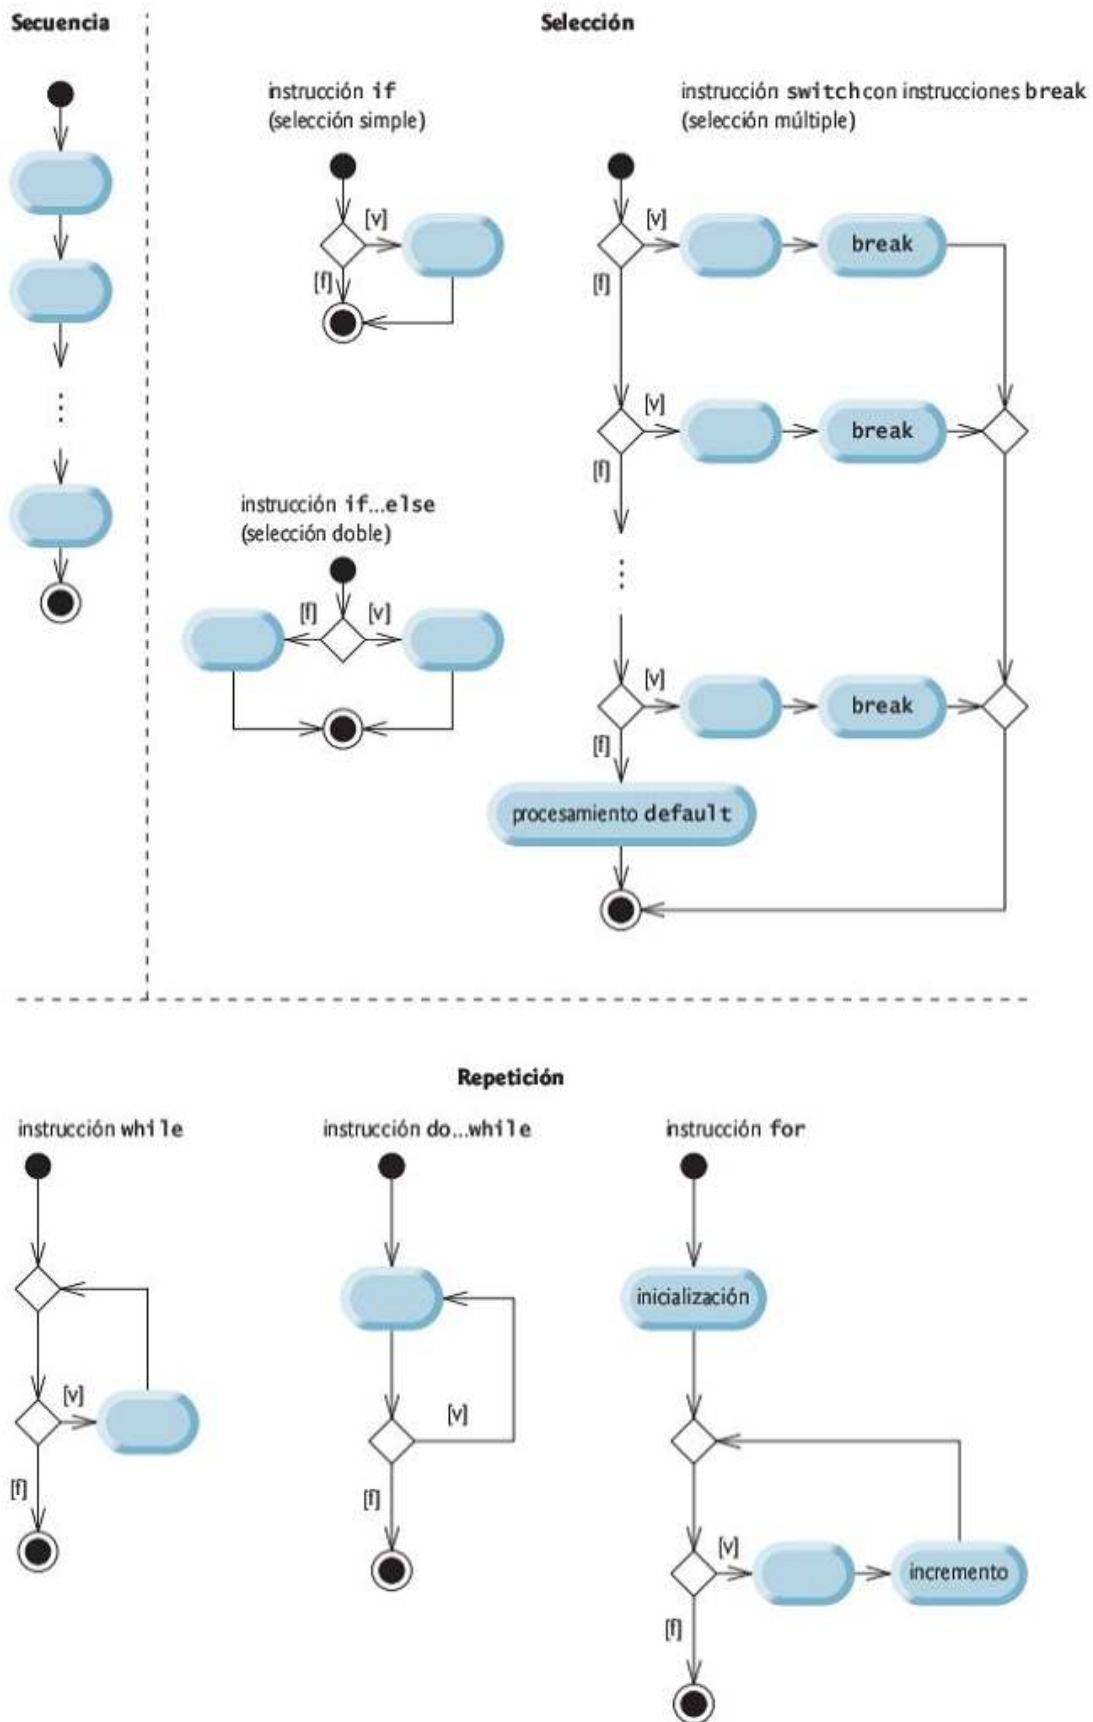 Secuencia
Selección
instrucción if
(selección simple)
[v]
[f]
instrucción if...else
(selección doble)
[f]
[v]
instrucción switch con instrucciones break
(selección múltiple)
[v]
break
[f]
[v]
break
[f]
⋮
[v]
break
[f]
procesamiento default
Repetición
instrucción while
[v]
[f]
instrucción do...while
[v]
[f]
instrucción for
inicialización
[v]
incremento
[f]